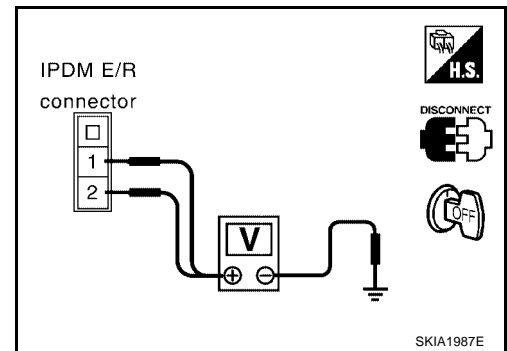 IPDM E/R
connector
1
2
V
+ -
H.S.
DISCONNECT
OFF
SKIA1987E